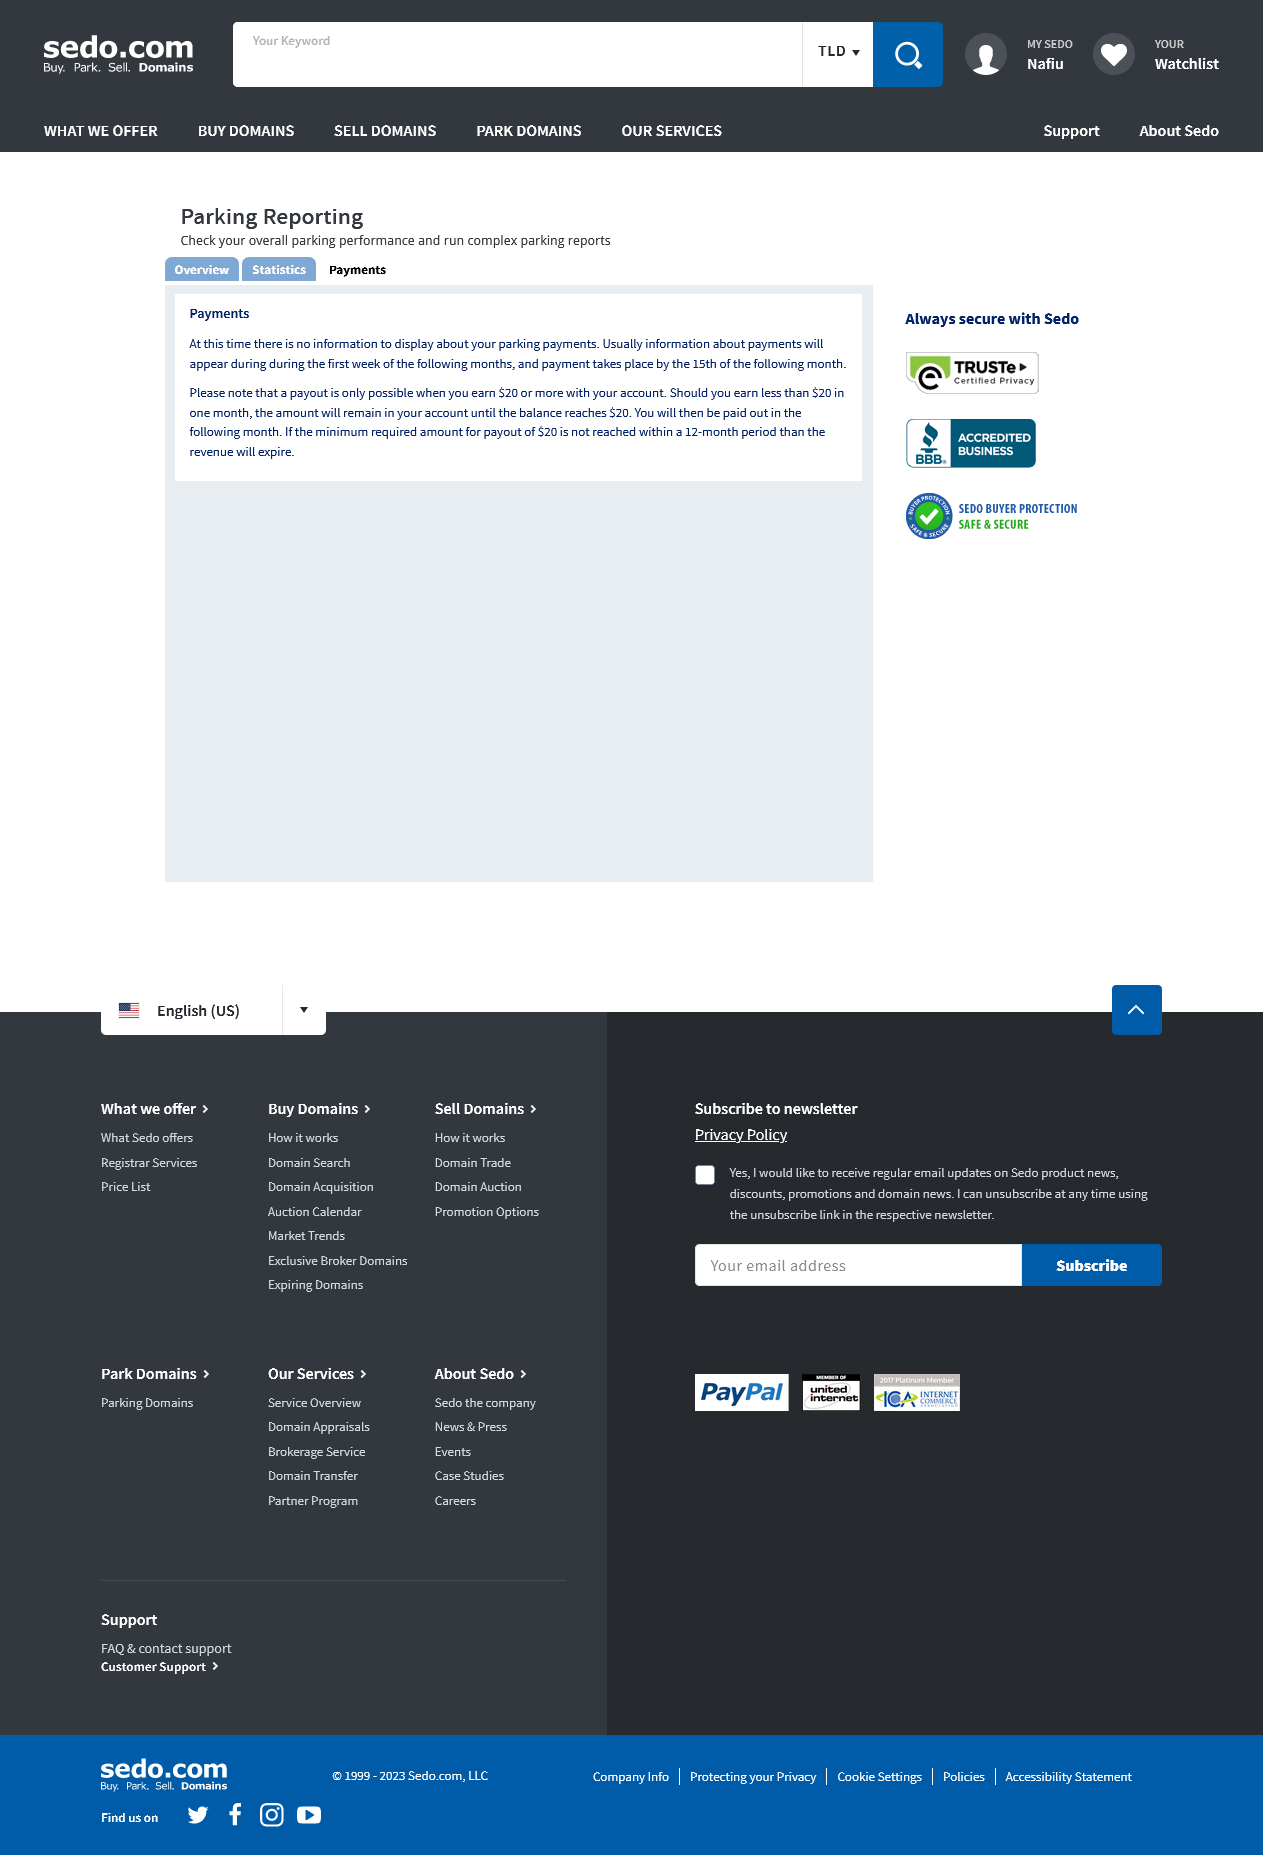 sedo.com
Buy. Park. Sell. Domains
Your Keyword
TLD
MY SEDO
Nafiu
YOUR
Watchlist
WHAT WE OFFER
BUY DOMAINS
SELL DOMAINS
PARK DOMAINS
OUR SERVICES
Support
About Sedo
Parking Reporting
Check your overall parking performance and run complex parking reports
Overview
Statistics
Payments
Payments
At this time there is no information to display about your parking payments. Usually information about payments will
appear during during the first week of the following months, and payment takes place by the 15th of the following month.
Please note that a payout is only possible when you earn $20 or more with your account. Should you earn less than $20 in
one month, the amount will remain in your account until the balance reaches $20. You will then be paid out in the
following month. If the minimum required amount for payout of $20 is not reached within a 12-month period than the
revenue will expire.
Always secure with Sedo
TRUSTe
Certified Privacy
BBB.
ACCREDITED
BUSINESS
BUYER PROTECTION
SAFE & SECURE
SEDO BUYER PROTECTION
SAFE & SECURE
English (US)
What we offer
What Sedo offers
Registrar Services
Price List
Buy Domains
How it works
Domain Search
Domain Acquisition
Auction Calendar
Market Trends
Exclusive Broker Domains
Expiring Domains
Sell Domains
How it works
Domain Trade
Domain Auction
Promotion Options
Subscribe to newsletter
Privacy Policy
Yes, I would like to receive regular email updates on Sedo product news,
discounts, promotions and domain news. I can unsubscribe at any time using
the unsubscribe link in the respective newsletter.
Your email address
Subscribe
Park Domains
Parking Domains
Our Services
Service Overview
Domain Appraisals
Brokerage Service
Domain Transfer
Partner Program
About Sedo
Sedo the company
News & Press
Events
Case Studies
Careers
PayPal
MEMBER OF
united
internet
2017 Platinum Member
ICA
INTERNET
COMMERCE
ASSOCIATION
Support
FAQ & contact support
Customer Support
sedo.com
Buy. Park. Sell. Domains
© 1999 - 2023 Sedo.com, LLC
Company Info
Protecting your Privacy
Cookie Settings
Policies
Accessibility Statement
Find us on